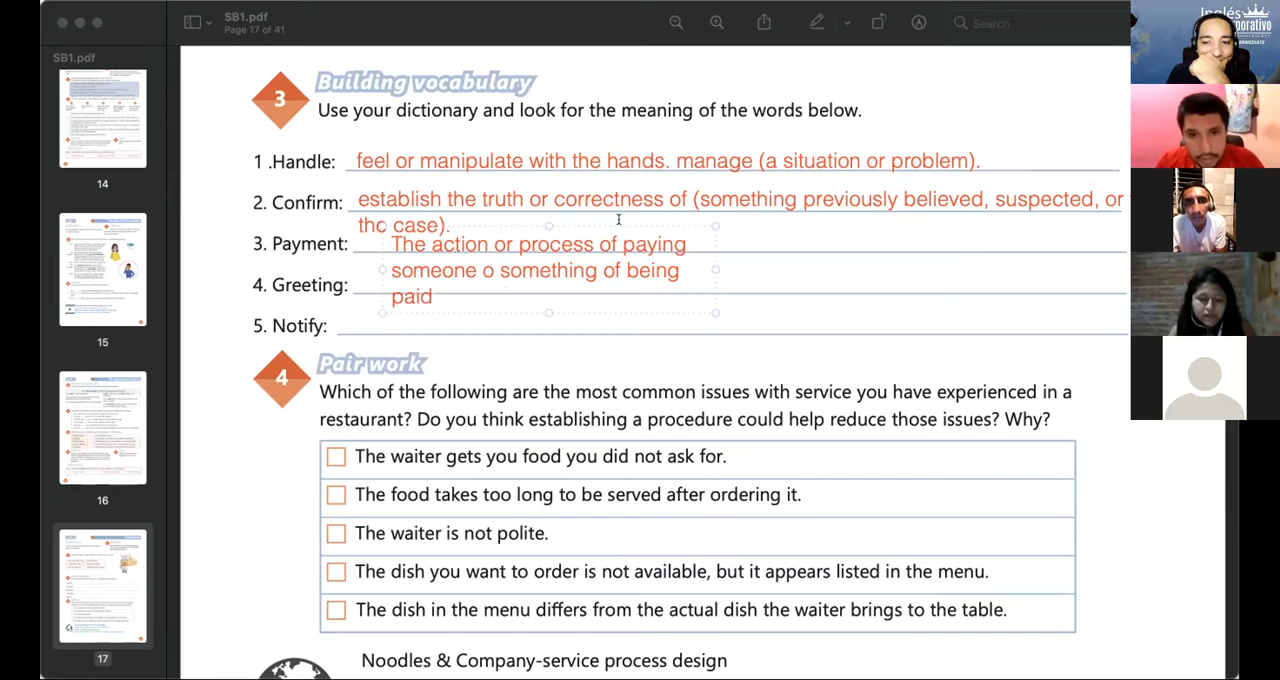 SB1.pdf
Page 17 of 41
Search
Inglés
Corporativo
SB1.pdf
14
15
16
17
3
Building vocabulary
Use your dictionary and look for the meaning of the words below.
1 .Handle: feel or manipulate with the hands. manage (a situation or problem).
2. Confirm: establish the truth or correctness of (something previously believed, suspected, or
case).
3. Payment: The action or process of paying
someone o something of being
4. Greeting:
paid
5. Notify:
4
Pair work
Which of the following are the most common issues with service you have experienced in a
restaurant? Do you think establishing a procedure could help reduce those issues? Why?
The waiter gets you food you did not ask for.
The food takes too long to be served after ordering it.
The waiter is not polite.
The dish you want to order is not available, but it appears listed in the menu.
The dish in the menu differs from the actual dish the waiter brings to the table.
Noodles & Company-service process design